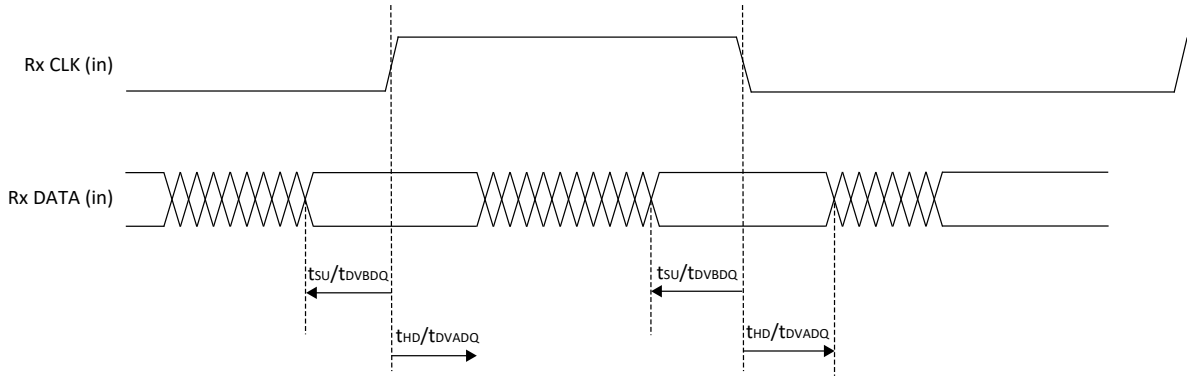 Rx CLK (in)
Rx DATA (in)
tSU/tDVBDQ
tSU/tDVBDQ
tHD/tDVADQ
tHD/tDVADQ